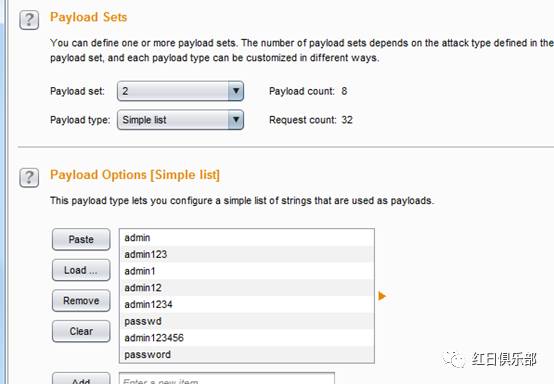 Payload Sets
You can define one or more payload sets. The number of payload sets depends on the attack type defined in the
payload set, and each payload type can be customized in different ways.
Payload set: 2 Payload count: 8
Payload type: Simple list Request count: 32
Payload Options [Simple list]
This payload type lets you configure a simple list of strings that are used as payloads.
Paste
Load ...
Remove
Clear
admin
admin123
admin1
admin12
admin1234
passwd
admin123456
password
Add
Enter a new item
红日俱乐部